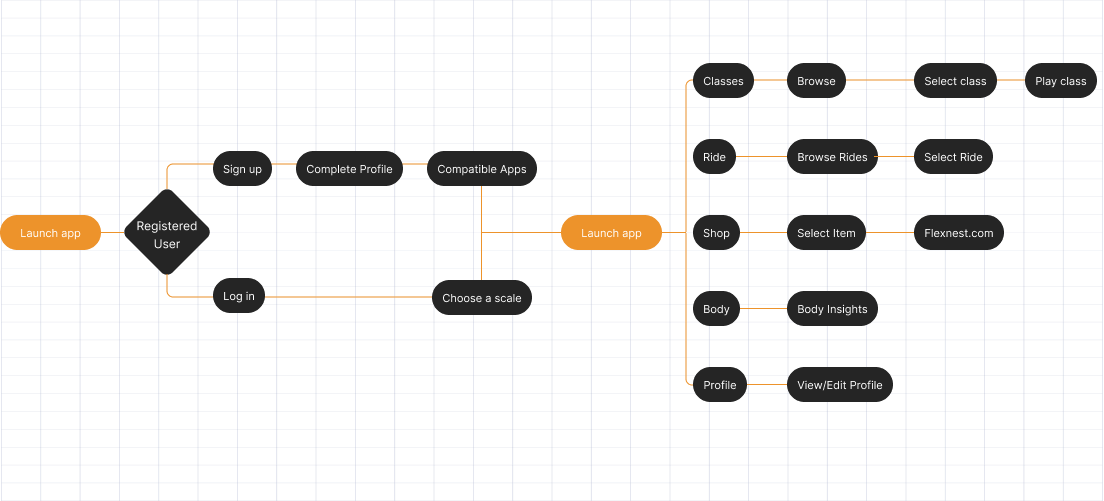 Launch app
Registered
User
Sign up
Complete Profile
Compatible Apps
Log in
Choose a scale
Launch app
Classes
Browse
Select class
Play class
Ride
Browse Rides
Select Ride
Shop
Select Item
Flexnest.com
Body
Body Insights
Profile
View/Edit Profile